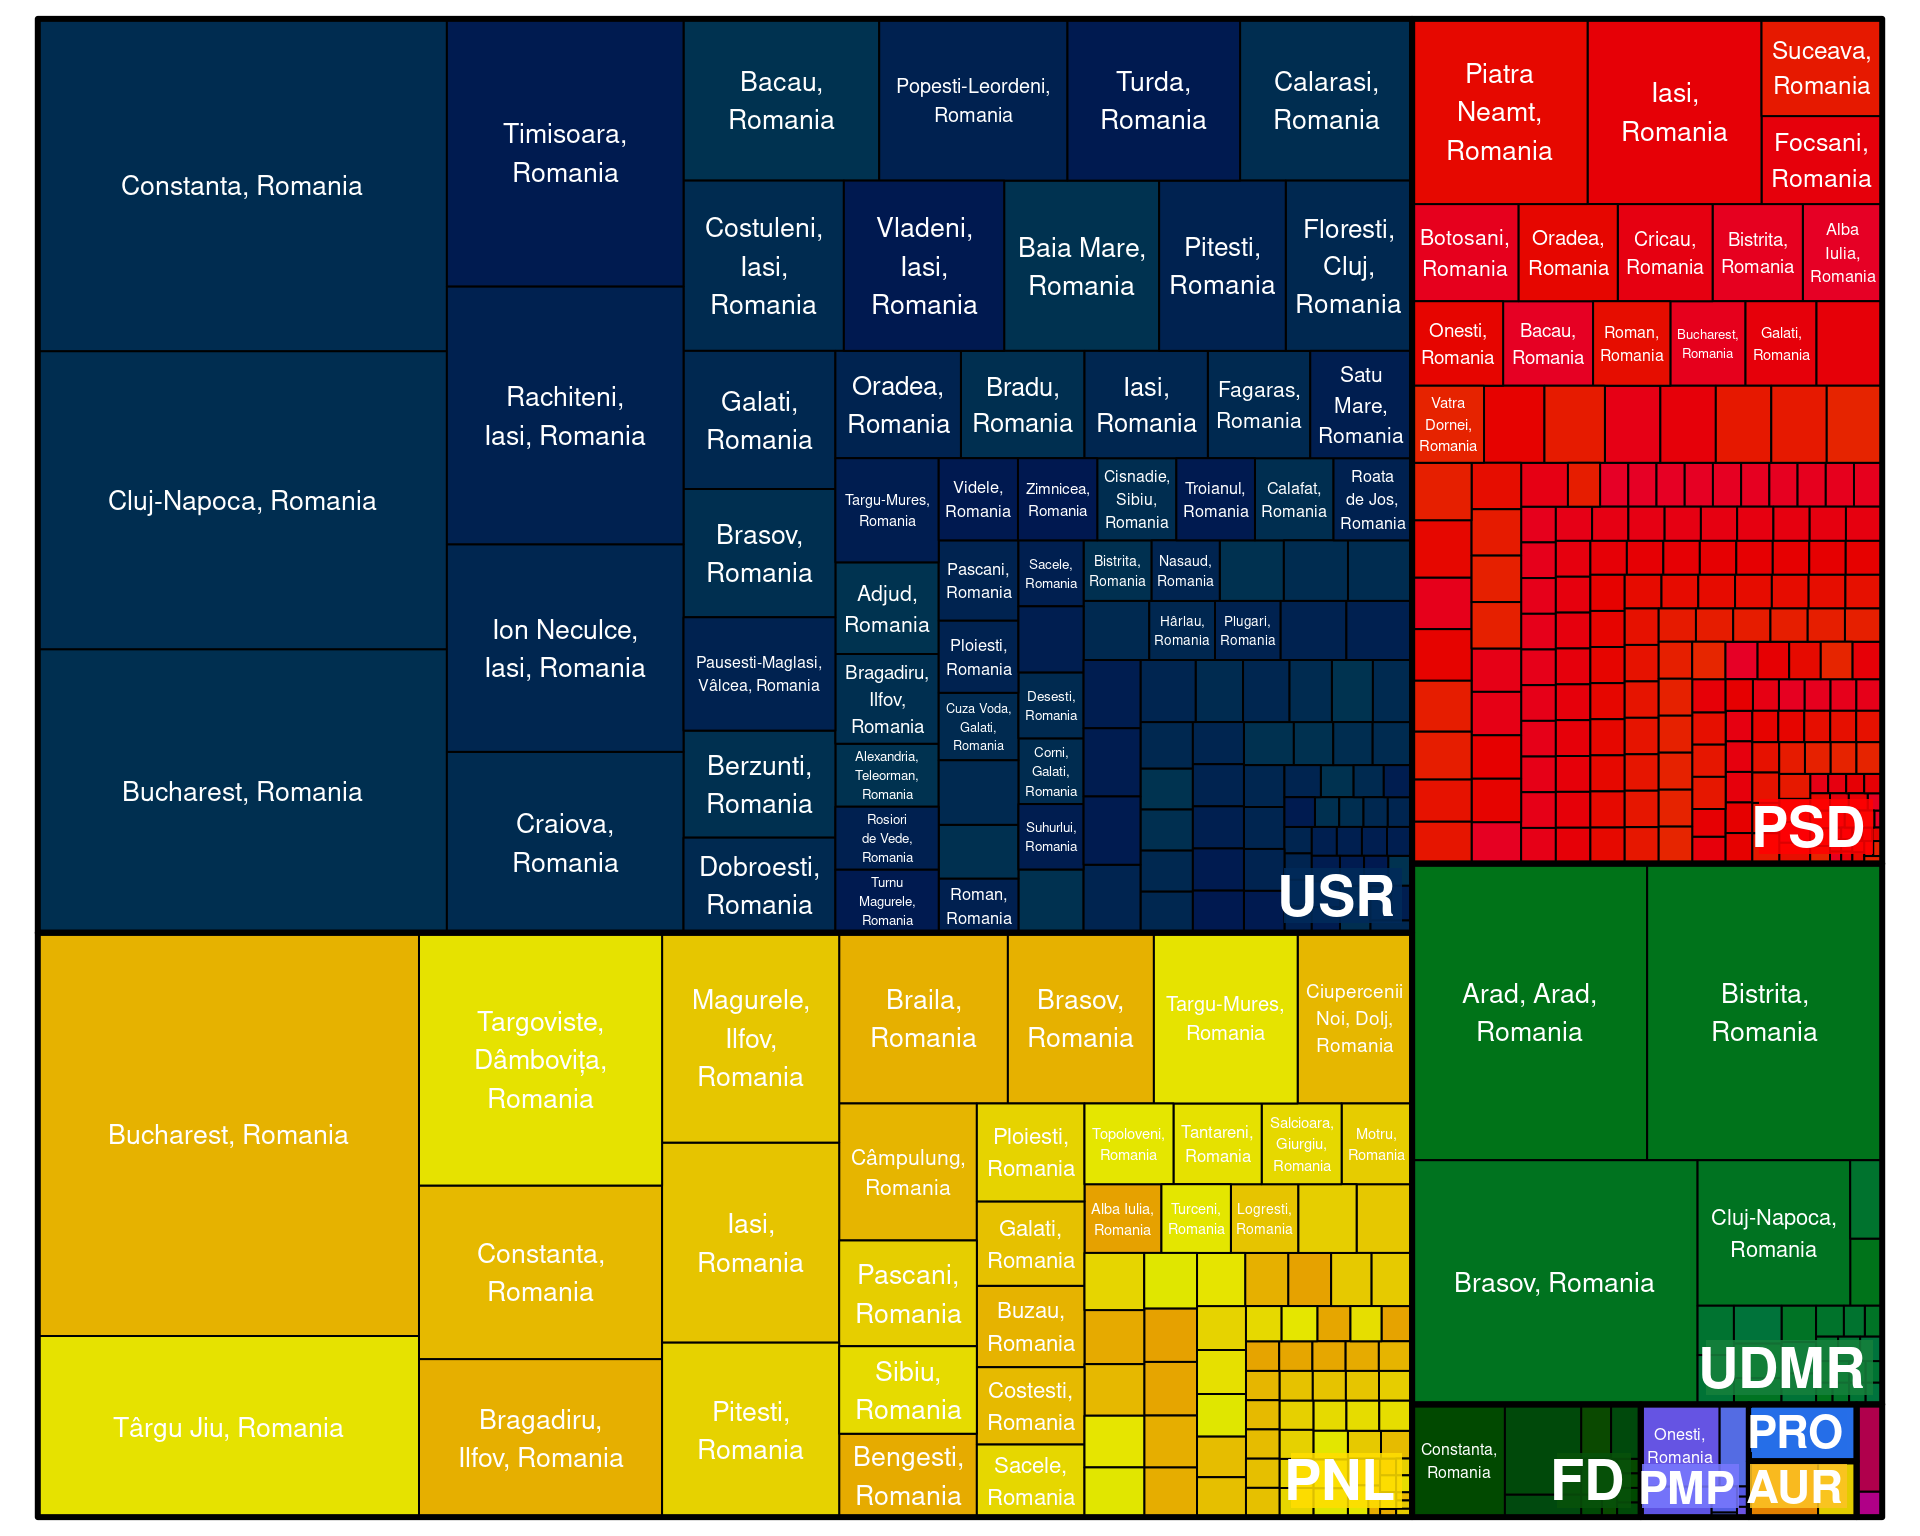 Constanta, Romania
Cluj-Napoca, Romania
Bucharest, Romania
Timisoara,
Romania
Rachiteni,
Iasi, Romania
Ion Neculce,
Iasi, Romania
Craiova,
Romania
Bacau,
Romania
Popesti-Leordeni,
Romania
Turda,
Romania
Calarasi,
Romania
Costuleni,
Iasi,
Romania
Vladeni,
Iasi,
Romania
Baia Mare,
Romania
Pitesti,
Romania
Floresti,
Cluj,
Romania
Galati,
Romania
Brasov,
Romania
Pausesti-Maglasi,
Vâlcea, Romania
Berzunti,
Romania
Dobroesti,
Romania
Oradea,
Romania
Bradu,
Romania
Iasi,
Romania
Fagaras,
Romania
Satu
Mare,
Romania
Targu-Mures,
Romania
Adjud,
Romania
Bragadiru,
Ilfov,
Romania
Alexandria,
Teleorman,
Romania
Rosiori
de Vede,
Romania
Turnu
Magurele,
Romania
Videle,
Romania
Zimnicea,
Romania
Cisnadie,
Sibiu,
Romania
Troianul,
Romania
Calafat,
Romania
Roata
de Jos,
Romania
Pascani,
Romania
Ploiesti,
Romania
Cuza Voda,
Galati,
Romania
Roman,
Romania
Sacele,
Romania
Desesti,
Romania
Corni,
Galati,
Romania
Suhurlui,
Romania
Bistrita,
Romania
Nasaud,
Romania
Hârlau,
Romania
Plugari,
Romania
USR
Piatra
Neamt,
Romania
Iasi,
Romania
Suceava,
Romania
Focsani,
Romania
Botosani,
Romania
Oradea,
Romania
Cricau,
Romania
Bistrita,
Romania
Alba
Iulia,
Romania
Onesti,
Romania
Bacau,
Romania
Roman,
Romania
Bucharest,
Romania
Galati,
Romania
Vatra
Dornei,
Romania
PSD
Bucharest, Romania
Târgu Jiu, Romania
Targoviste,
Dâmbovița,
Romania
Constanta,
Romania
Bragadiru,
Ilfov, Romania
Magurele,
Ilfov,
Romania
Iasi,
Romania
Pitesti,
Romania
Braila,
Romania
Brasov,
Romania
Targu-Mures,
Romania
Ciupercenii
Noi, Dolj,
Romania
Câmpulung,
Romania
Pascani,
Romania
Sibiu,
Romania
Bengesti,
Romania
Ploiesti,
Romania
Galati,
Romania
Buzau,
Romania
Costesti,
Romania
Sacele,
Romania
Topoloveni,
Romania
Tantareni,
Romania
Salcioara,
Giurgiu,
Romania
Motru,
Romania
Alba Iulia,
Romania
Turceni,
Romania
Logresti,
Romania
PNL
Arad, Arad,
Romania
Bistrita,
Romania
Brasov, Romania
Cluj-Napoca,
Romania
UDMR
Constanta,
Romania
FD
Onesti,
Romania
PMP
PRO
AUR